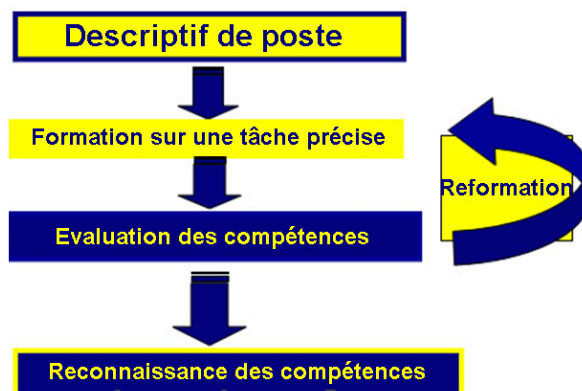 Descriptif de poste
Formation sur une tâche précise
Reformation
Evaluation des compétences
Reconnaissance des compétences